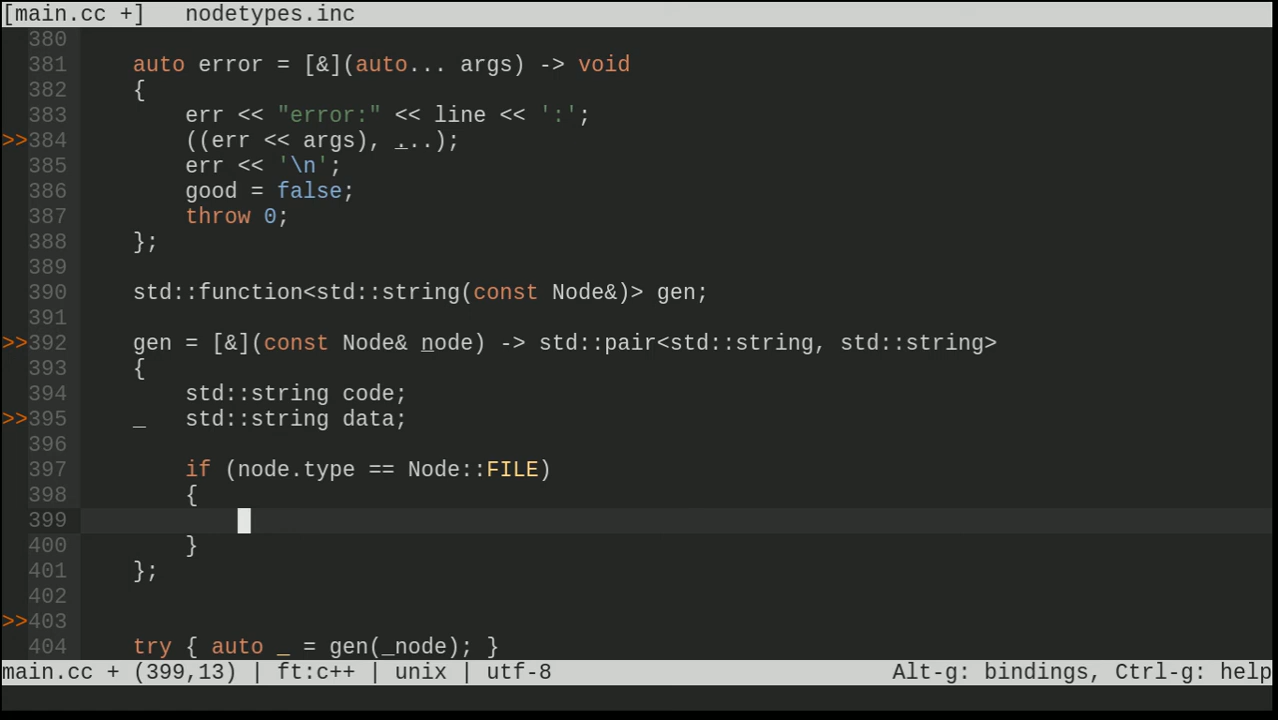 [main.cc +]   nodetypes.inc
380
381     auto error = [&](auto... args) -> void
382     {
383         err << "error:" << line << ':';
>>384         ((err << args), ...);
385         err << '\n';
386         good = false;
387         throw 0;
388     };
389
390     std::function<std::string(const Node&)> gen;
391
>>392     gen = [&](const Node& node) -> std::pair<std::string, std::string>
393     {
394         std::string code;
>>395     _   std::string data;
396
397         if (node.type == Node::FILE)
398         {
399
400         }
401     };
402
>>403
404     try { auto _ = gen(_node); }
main.cc + (399,13) | ft:c++ | unix | utf-8 Alt-g: bindings, Ctrl-g: help